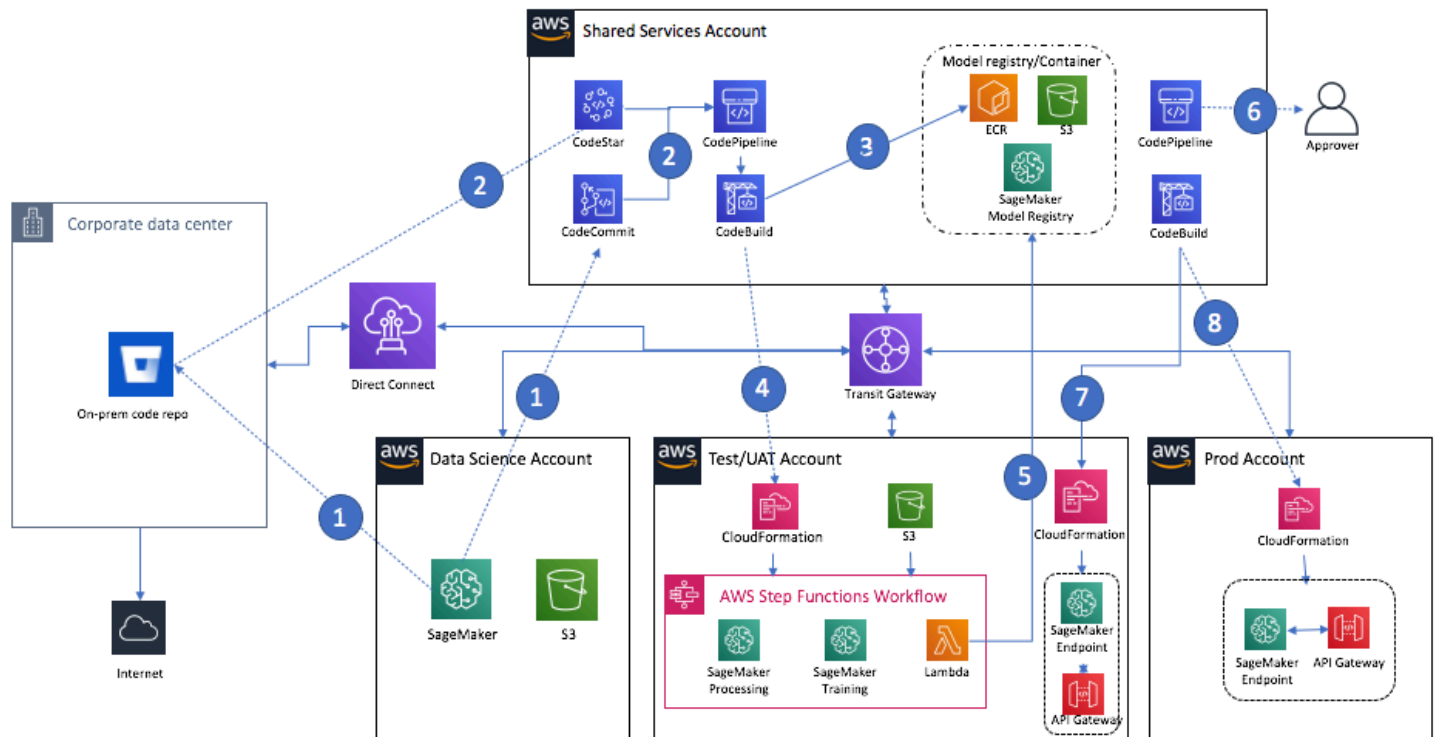 aws
Shared Services Account
Model registry/Container
CodeStar
2
CodePipeline
3
ECR
S3
CodePipeline
6
Approver
2
CodeCommit
CodeBuild
SageMaker
Model Registry
CodeBuild
Corporate data center
On-prem code repo
Direct Connect
1
4
Transit Gateway
7
8
1
aws
Data Science Account
aws
Test/UAT Account
5
aws
Prod Account
CloudFormation
S3
CloudFormation
CloudFormation
SageMaker
S3
AWS Step Functions Workflow
SageMaker
Processing
SageMaker
Training
Lambda
SageMaker
Endpoint
API Gateway
SageMaker
Endpoint
API Gateway
Internet